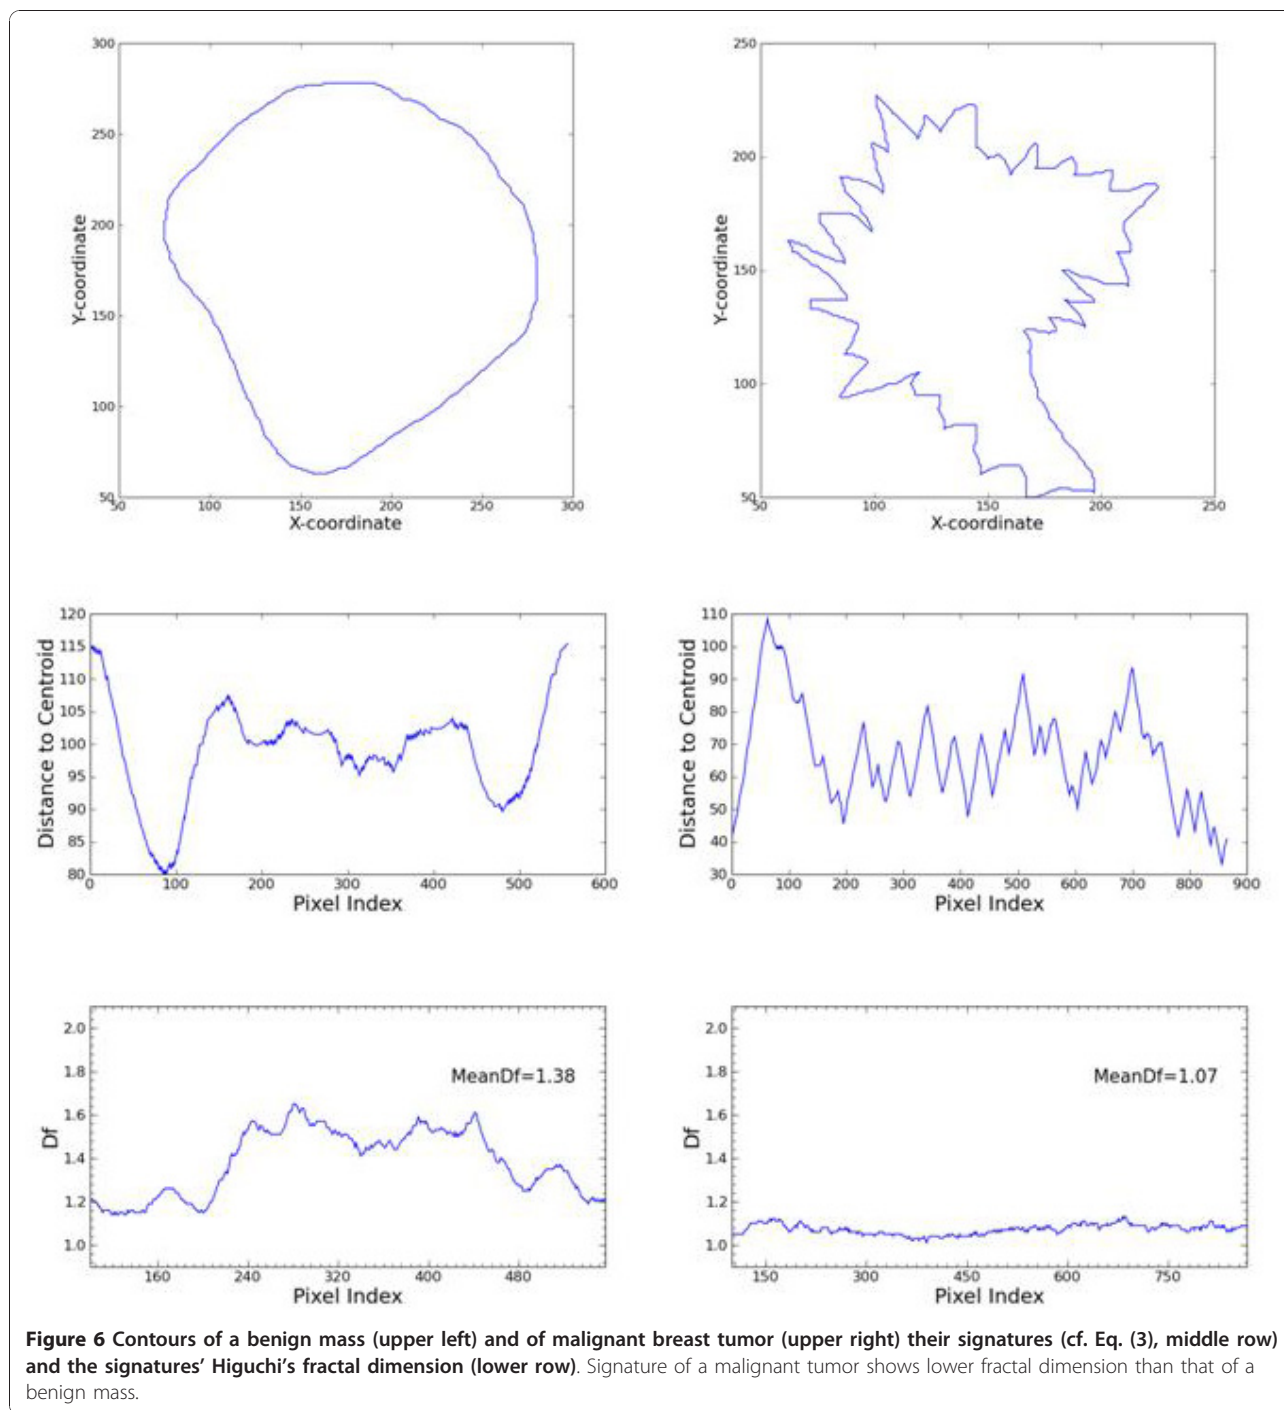 300
250
200
150
100
50
50 100 150 200 250 300
Y-coordinate
X-coordinate
250
200
150
100
50
50 100 150 200 250
Y-coordinate
X-coordinate
120
115
110
105
100
95
90
85
80
0 100 200 300 400 500 600
Distance to Centroid
Pixel Index
110
100
90
80
70
60
50
40
30
0 100 200 300 400 500 600 700 800 900
Distance to Centroid
Pixel Index
2.0
1.8
1.6
1.4
1.2
1.0
MeanDf=1.38
Df
160 240 280 320 400 480
Pixel Index
2.0
1.8
1.6
1.4
1.2
1.0
MeanDf=1.07
Df
150 300 450 600 750
Pixel Index
Figure 6 Contours of a benign mass (upper left) and of malignant breast tumor (upper right) their signatures (cf. Eq. (3), middle row)
and the signatures' Higuchi's fractal dimension (lower row). Signature of a malignant tumor shows lower fractal dimension than that of a
benign mass.